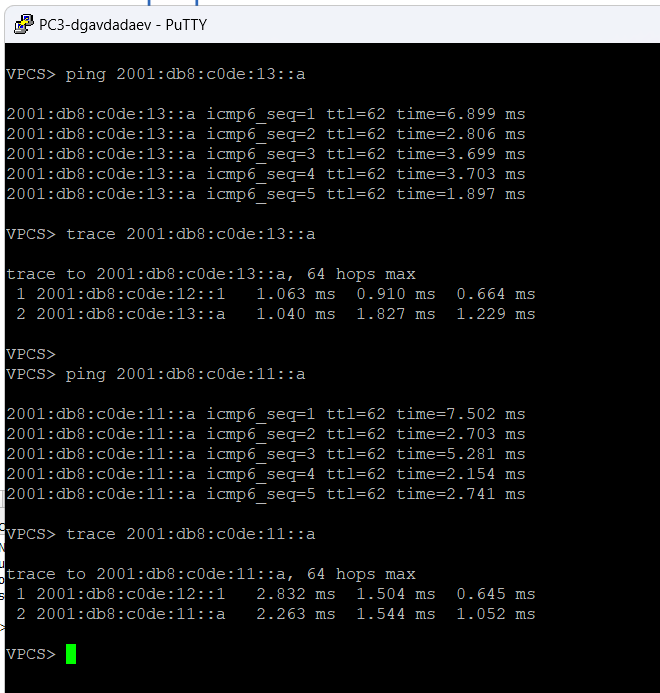 PC3-dgavdadaev - PuTTY
VPCS> ping 2001:db8:c0de:13::a
2001:db8:c0de:13::a icmp6_seq=1 ttl=62 time=6.899 ms
2001:db8:c0de:13::a icmp6_seq=2 ttl=62 time=2.806 ms
2001:db8:c0de:13::a icmp6_seq=3 ttl=62 time=3.699 ms
2001:db8:c0de:13::a icmp6_seq=4 ttl=62 time=3.703 ms
2001:db8:c0de:13::a icmp6_seq=5 ttl=62 time=1.897 ms
VPCS> trace 2001:db8:c0de:13::a
trace to 2001:db8:c0de:13::a, 64 hops max
1 2001:db8:c0de:12::1 1.063 ms 0.910 ms 0.664 ms
2 2001:db8:c0de:13::a 1.040 ms 1.827 ms 1.229 ms
VPCS>
VPCS> ping 2001:db8:c0de:11::a
2001:db8:c0de:11::a icmp6_seq=1 ttl=62 time=7.502 ms
2001:db8:c0de:11::a icmp6_seq=2 ttl=62 time=2.703 ms
2001:db8:c0de:11::a icmp6_seq=3 ttl=62 time=5.281 ms
2001:db8:c0de:11::a icmp6_seq=4 ttl=62 time=2.154 ms
2001:db8:c0de:11::a icmp6_seq=5 ttl=62 time=2.741 ms
VPCS> trace 2001:db8:c0de:11::a
trace to 2001:db8:c0de:11::a, 64 hops max
1 2001:db8:c0de:12::1 2.832 ms 1.504 ms 0.645 ms
2 2001:db8:c0de:11::a 2.263 ms 1.544 ms 1.052 ms
VPCS>